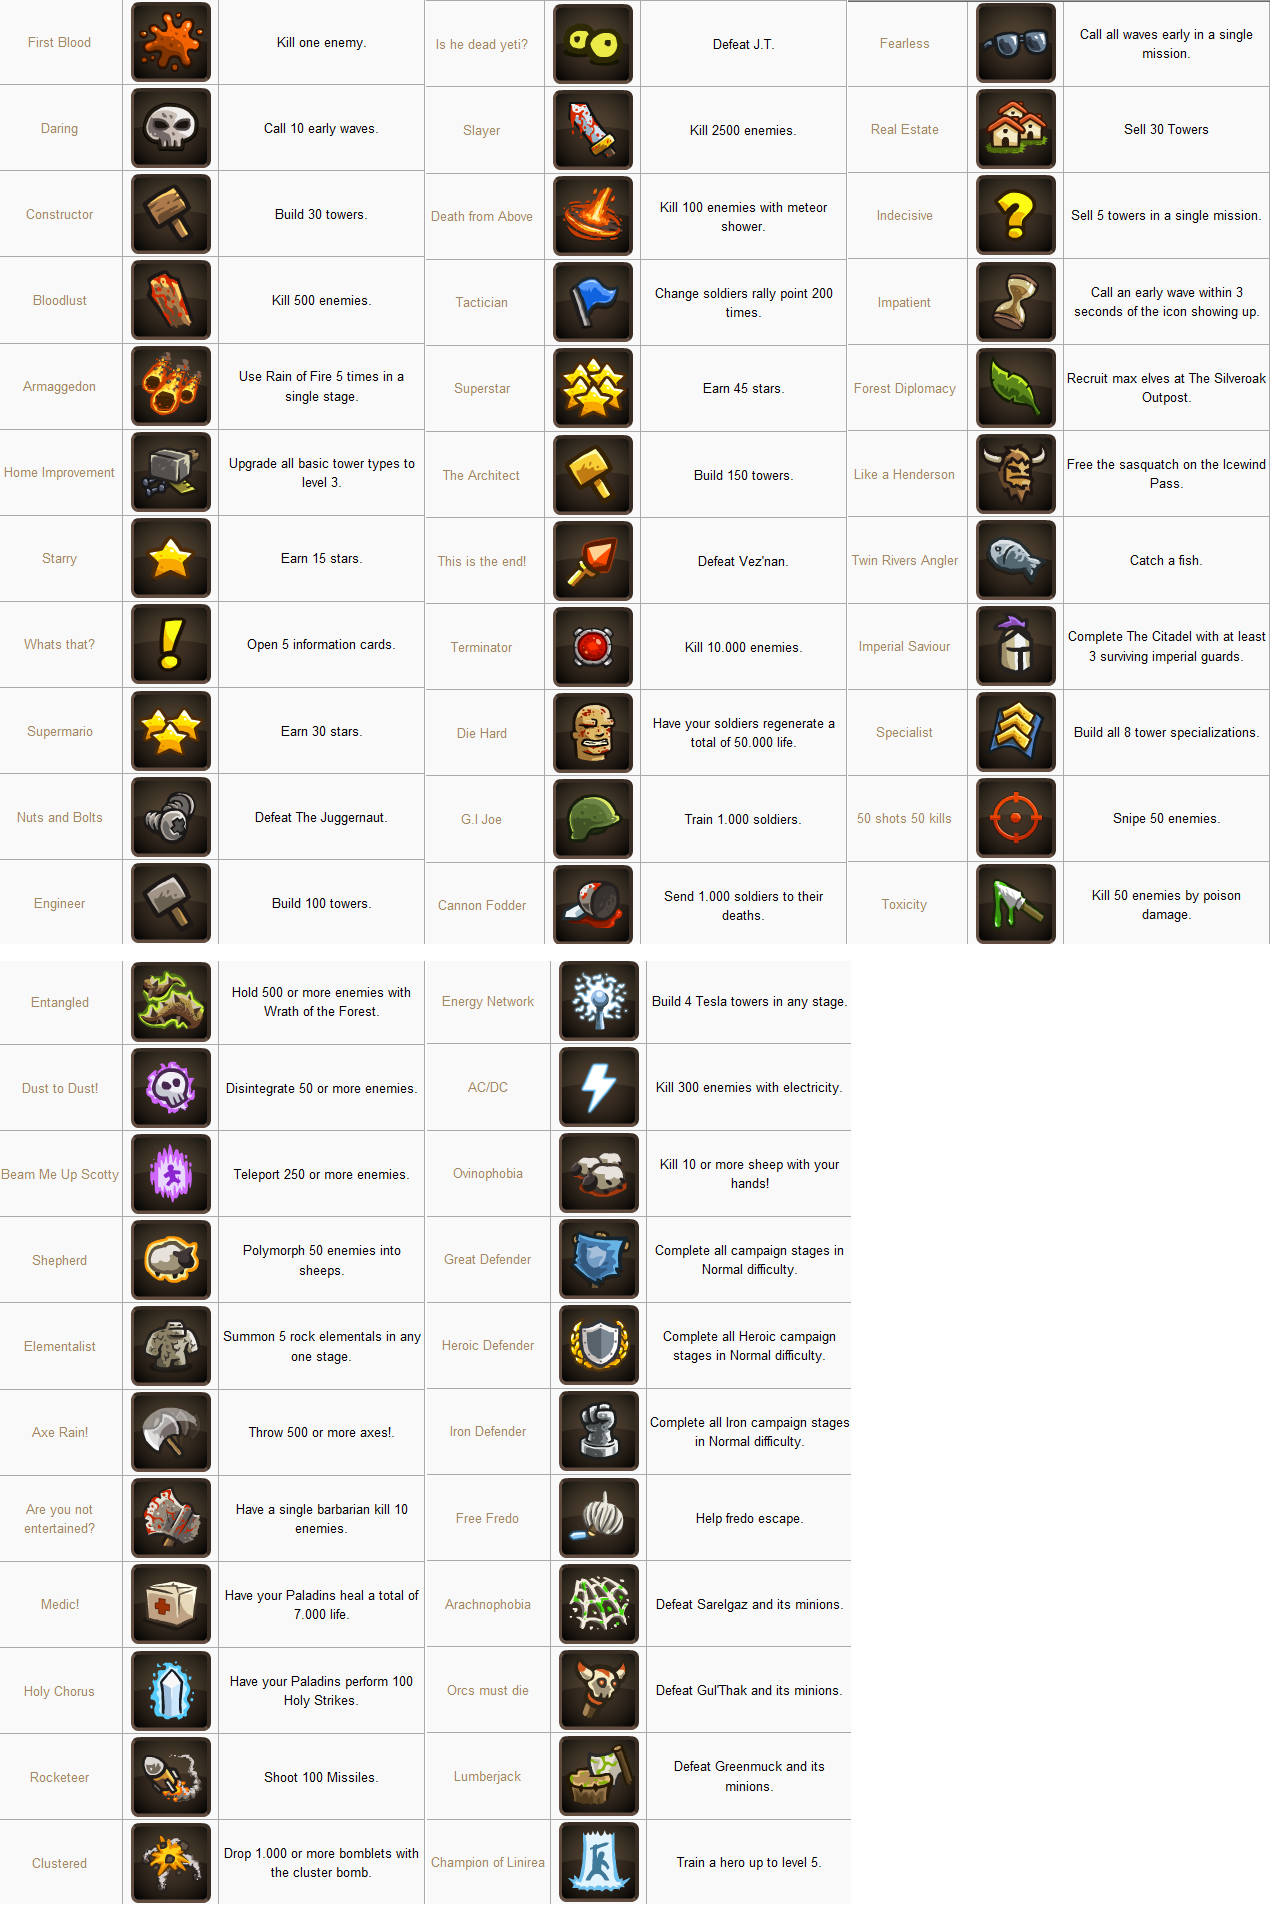 First Blood
Kill one enemy.
Daring
Call 10 early waves.
Constructor
Build 30 towers.
Bloodlust
Kill 500 enemies.
Armaggedon
Use Rain of Fire 5 times in a
single stage.
Home Improvement
Upgrade all basic tower types to
level 3.
Starry
Earn 15 stars.
Whats that?
Open 5 information cards.
Supermario
Earn 30 stars.
Nuts and Bolts
Defeat The Juggernaut.
Engineer
Build 100 towers.
Is he dead yeti?
Defeat J.T.
Slayer
Kill 2500 enemies.
Death from Above
Kill 100 enemies with meteor
shower.
Tactician
Change soldiers rally point 200
times.
Superstar
Earn 45 stars.
The Architect
Build 150 towers.
This is the end!
Defeat Vez'nan.
Terminator
Kill 10.000 enemies.
Die Hard
Have your soldiers regenerate a
total of 50.000 life.
G.I Joe
Train 1.000 soldiers.
Cannon Fodder
Send 1.000 soldiers to their
deaths.
Fearless
Call all waves early in a single
mission.
Real Estate
Sell 30 Towers
Indecisive
Sell 5 towers in a single mission.
Impatient
Call an early wave within 3
seconds of the icon showing up.
Forest Diplomacy
Recruit max elves at The Silveroak
Outpost.
Like a Henderson
Free the sasquatch on the Icewind
Pass.
Twin Rivers Angler
Catch a fish.
Imperial Saviour
Complete The Citadel with at least
3 surviving imperial guards.
Specialist
Build all 8 tower specializations.
50 shots 50 kills
Snipe 50 enemies.
Toxicity
Kill 50 enemies by poison
damage.
Entangled
Hold 500 or more enemies with
Wrath of the Forest.
Dust to Dust!
Disintegrate 50 or more enemies.
Beam Me Up Scotty
Teleport 250 or more enemies.
Shepherd
Polymorph 50 enemies into
sheeps.
Elementalist
Summon 5 rock elementals in any
one stage.
Axe Rain!
Throw 500 or more axes!.
Are you not
entertained?
Have a single barbarian kill 10
enemies.
Medic!
Have your Paladins heal a total of
7.000 life.
Holy Chorus
Have your Paladins perform 100
Holy Strikes.
Rocketeer
Shoot 100 Missiles.
Clustered
Drop 1.000 or more bomblets with
the cluster bomb.
Energy Network
Build 4 Tesla towers in any stage.
AC/DC
Kill 300 enemies with electricity.
Ovinophobia
Kill 10 or more sheep with your
hands!
Great Defender
Complete all campaign stages in
Normal difficulty.
Heroic Defender
Complete all Heroic campaign
stages in Normal difficulty.
Iron Defender
Complete all Iron campaign stages
in Normal difficulty.
Free Fredo
Help fredo escape.
Arachnophobia
Defeat Sarelgaz and its minions.
Orcs must die
Defeat Gul'Thak and its minions.
Lumberjack
Defeat Greenmuck and its
minions.
Champion of Linirea
Train a hero up to level 5.